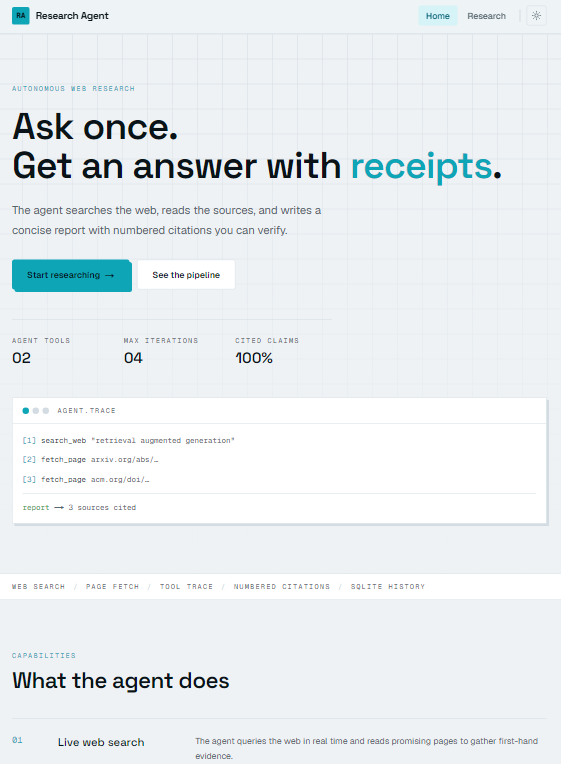 RA Research Agent Home Research
AUTONOMOUS WEB RESEARCH
Ask once.
Get an answer with receipts.
The agent searches the web, reads the sources, and writes a
concise report with numbered citations you can verify.
Start researching → See the pipeline
AGENT TOOLS MAX ITERATIONS CITED CLAIMS
02 04 100%
AGENT.TRACE
[1] search_web "retrieval augmented generation"
[2] fetch_page arxiv.org/abs/…
[3] fetch_page acm.org/doi/…
report ⟶ 3 sources cited
WEB SEARCH / PAGE FETCH / TOOL TRACE / NUMBERED CITATIONS / SQLITE HISTORY
CAPABILITIES
What the agent does
01 Live web search The agent queries the web in real time and reads promising pages to gather first-hand
evidence.